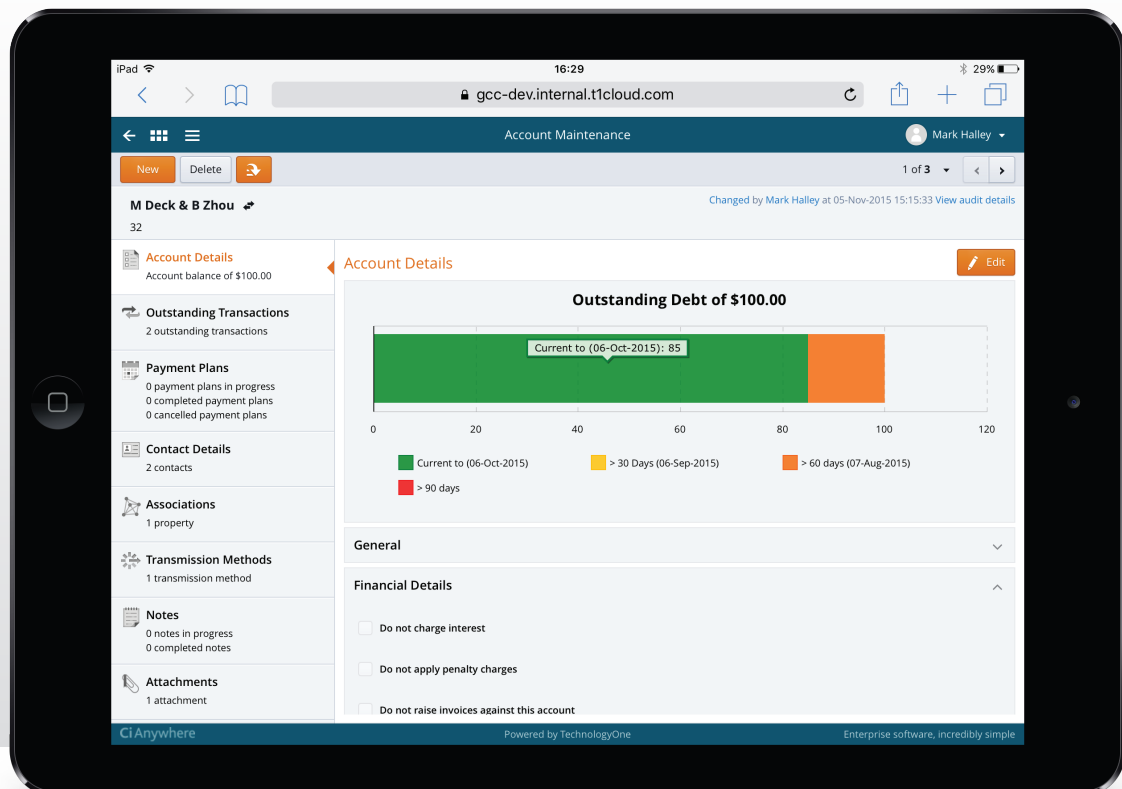 iPad 16:29 29%
gcc-dev.internal.t1cloud.com
Account Maintenance
Mark Halley
New Delete 1 of 3
M Deck & B Zhou
32
Changed by Mark Halley at 05-Nov-2015 15:15:33 View audit details
Account Details
Account balance of $100.00
Outstanding Transactions
2 outstanding transactions
Payment Plans
0 payment plans in progress
0 completed payment plans
0 cancelled payment plans
Contact Details
2 contacts
Associations
1 property
Transmission Methods
1 transmission method
Notes
0 notes in progress
0 completed notes
Attachments
1 attachment
Account Details
Edit
Outstanding Debt of $100.00
Current to (06-Oct-2015): 85
0 20 40 60 80 100 120
Current to (06-Oct-2015) > 30 Days (06-Sep-2015) > 60 days (07-Aug-2015)
> 90 days
General
Financial Details
Do not charge interest
Do not apply penalty charges
Do not raise invoices against this account
Ci Anywhere Powered by TechnologyOne Enterprise software, incredibly simple